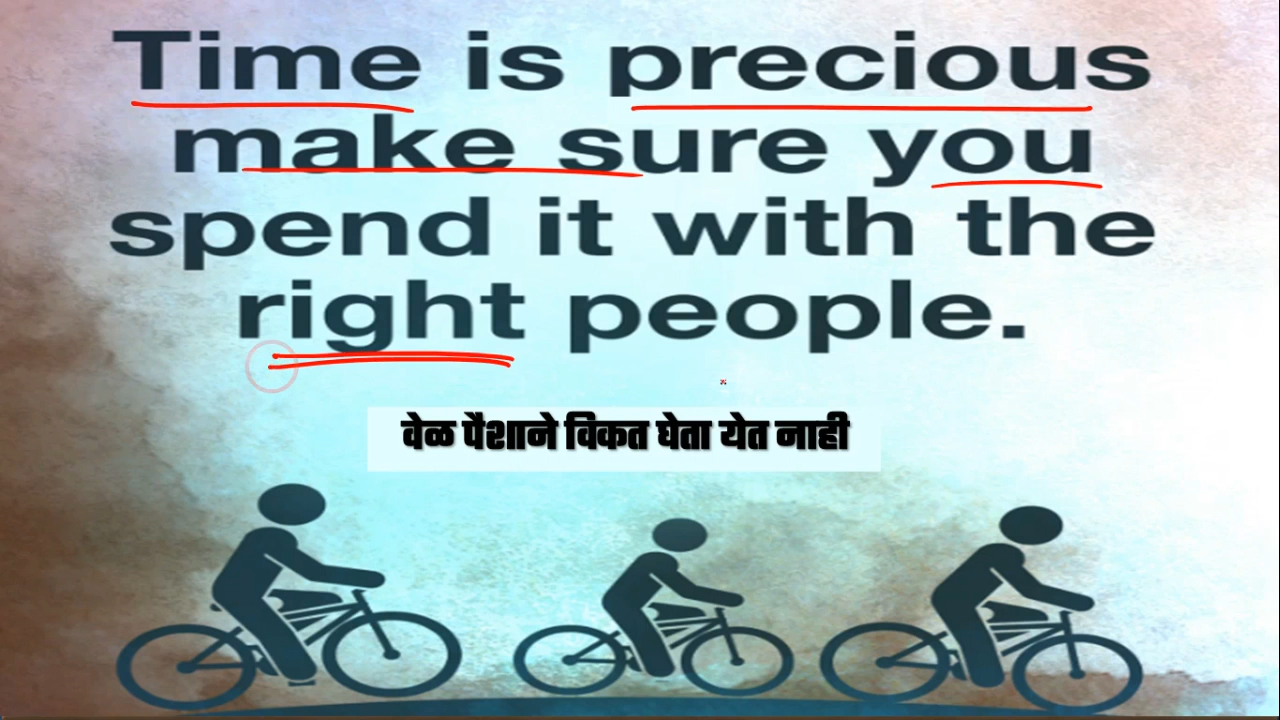 Time is precious
make sure you
spend it with the
right people.
वेळ पैशाने विकत घेता येत नाही